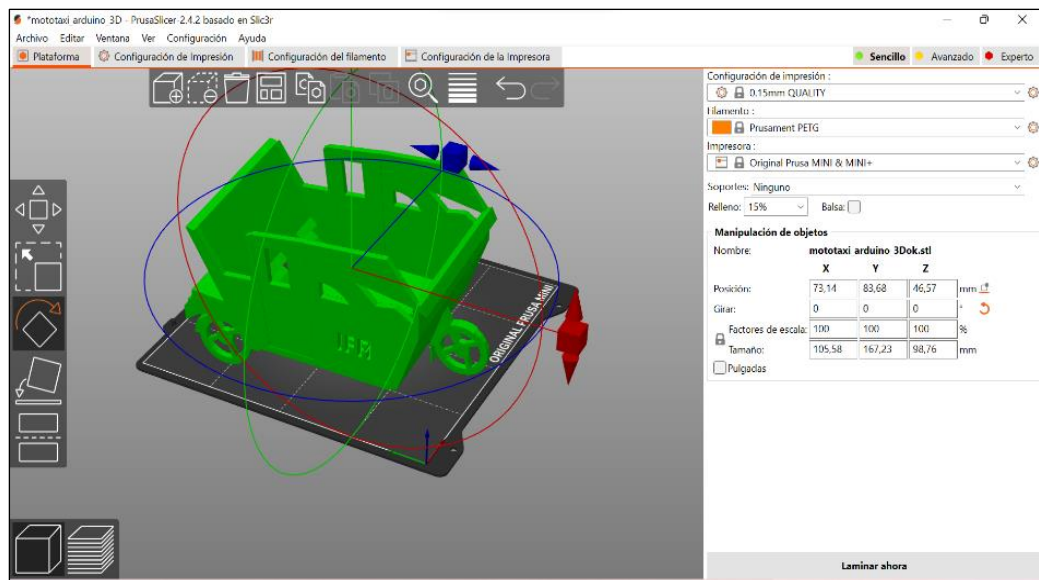 *mototaxi arduino 3D - PrusaSlicer-2.4.2 basado en Slic3r
Archivo Editar Ventana Ver Configuración Ayuda
Plataforma Configuración de Impresión Configuración del filamento Configuración de la Impresora Sencillo Avanzado Experto
Configuración de impresión :
0.15mm QUALITY
Filamento :
Prusament PETG
Impresora :
Original Prusa MINI & MINI+
Soportes: Ninguno
Relleno: 15% Balsa:
Manipulación de objetos
Nombre: mototaxi arduino 3Dok.stl
X Y Z
Posición: 73,14 83,68 46,57 mm
Girar: 0 0 0 °
Factores de escala: 100 100 100 %
Tamaño: 105,58 167,23 98,76 mm
Pulgadas
ORIGINAL PRUSA MINI
Laminar ahora